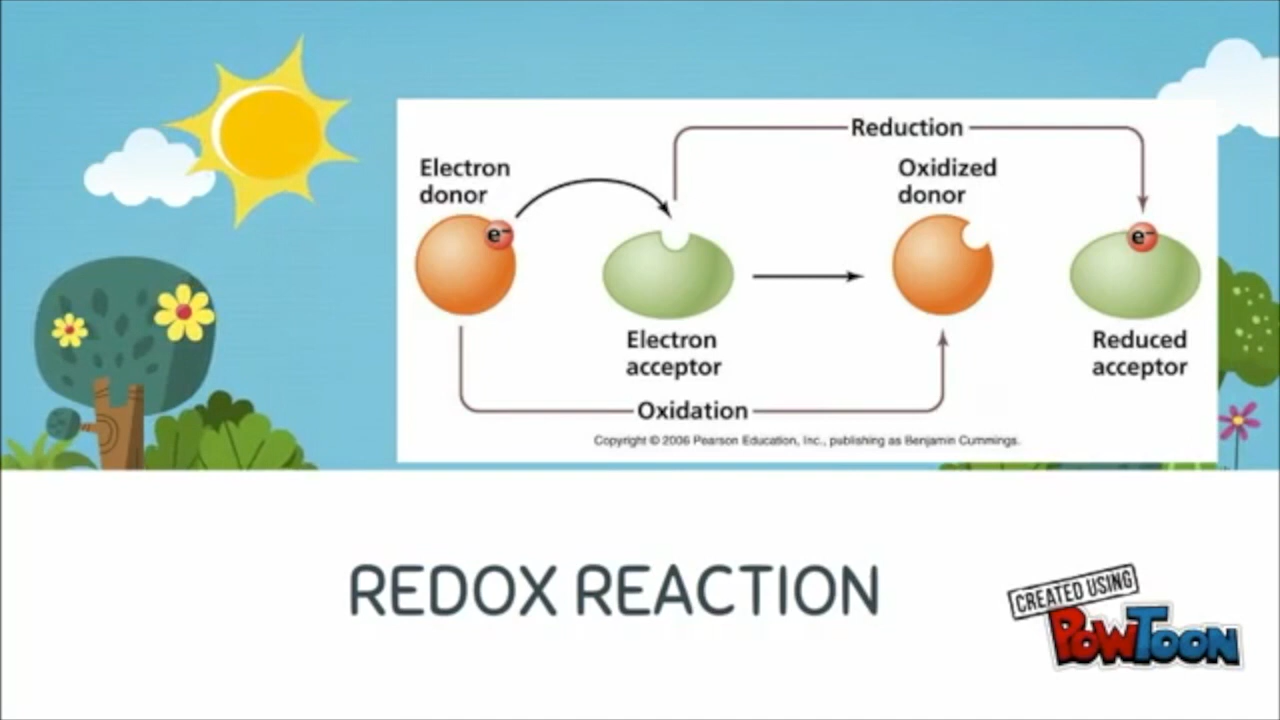 Reduction
Electron
donor
Oxidized
donor
e⁻
e⁻
Electron
acceptor
Reduced
acceptor
Oxidation
Copyright © 2006 Pearson Education, Inc., publishing as Benjamin Cummings.
REDOX REACTION
CREATED USING
POWTOON